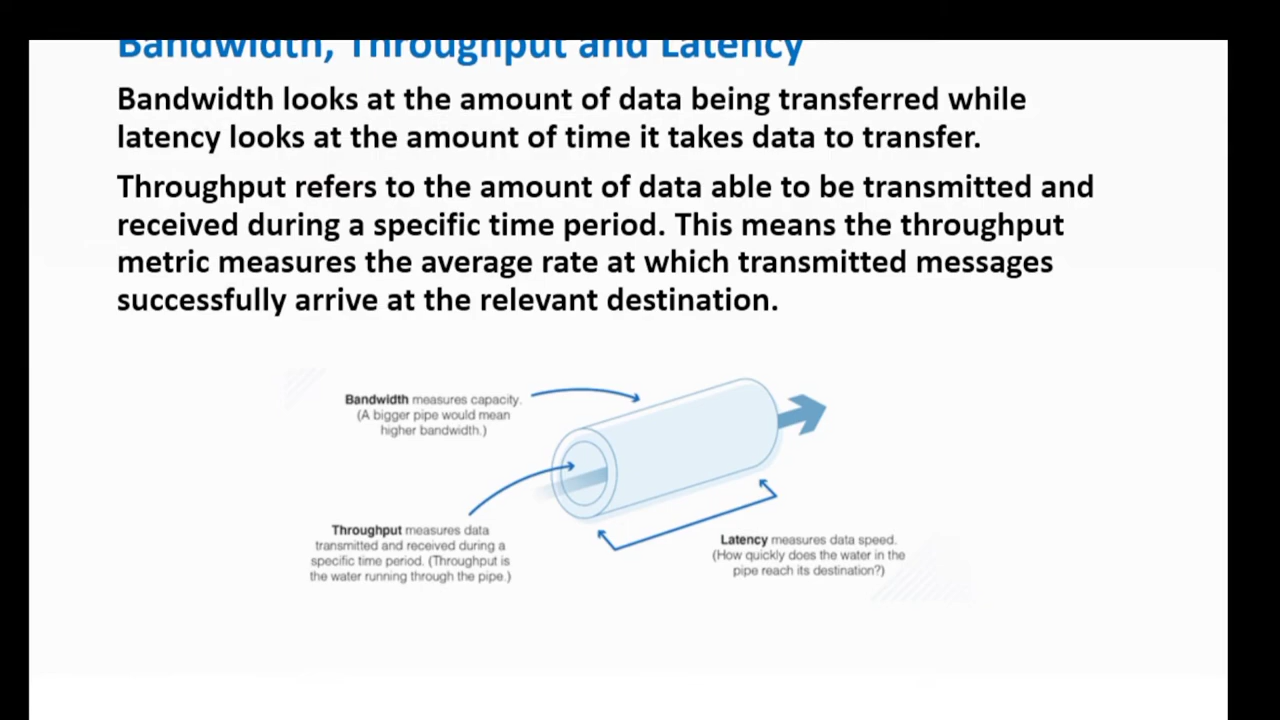 Bandwidth, Throughput and Latency
Bandwidth looks at the amount of data being transferred while
latency looks at the amount of time it takes data to transfer.
Throughput refers to the amount of data able to be transmitted and
received during a specific time period. This means the throughput
metric measures the average rate at which transmitted messages
successfully arrive at the relevant destination.
Bandwidth measures capacity.
(A bigger pipe would mean
higher bandwidth.)
Throughput measures data
transmitted and received during a
specific time period. (Throughput is
the water running through the pipe.)
Latency measures data speed.
(How quickly does the water in the
pipe reach its destination?)